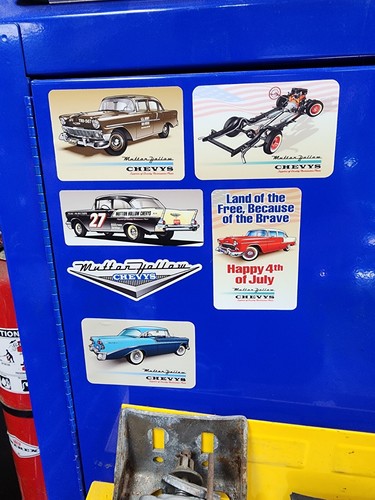 Mutton Hollow
CHEVYS
Mutton Hollow
CHEVYS
27
MUTTON HOLLOW CHEVYS
Mutton Hollow
CHEVYS
Land of the
Free, Because
of the Brave
Happy 4th
of July
Mutton Hollow
CHEVYS
Mutton Hollow
CHEVYS